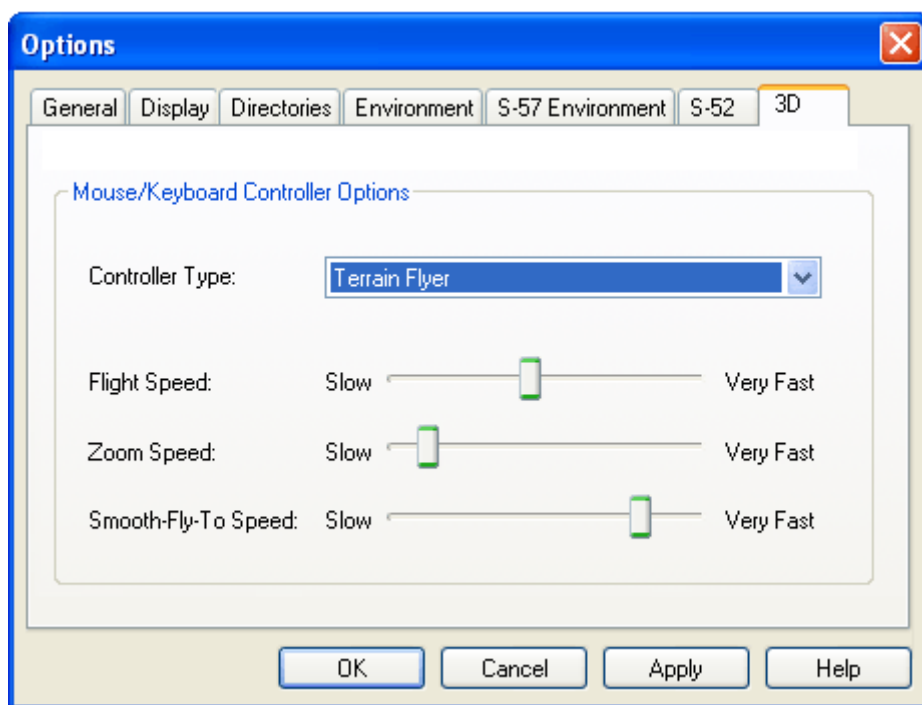 Options
General Display Directories Environment S-57 Environment S-52 3D
Mouse/Keyboard Controller Options
Controller Type: Terrain Flyer
Flight Speed: Slow Very Fast
Zoom Speed: Slow Very Fast
Smooth-Fly-To Speed: Slow Very Fast
OK Cancel Apply Help